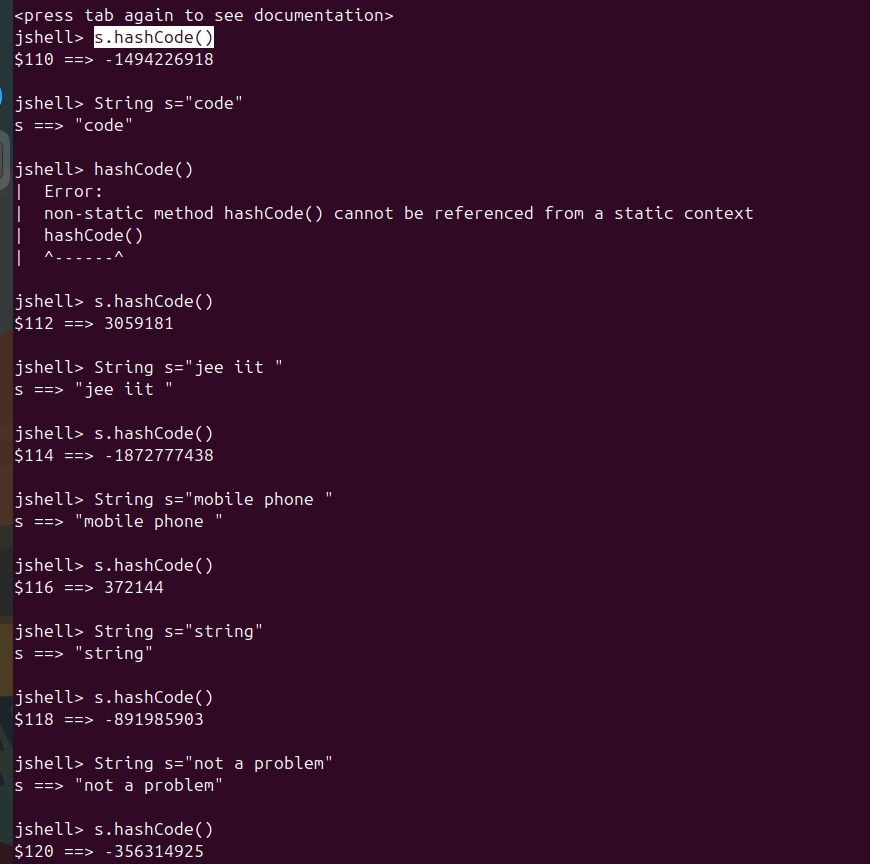 <press tab again to see documentation>
jshell> s.hashCode()
$110 ==> -1494226918
jshell> String s="code"
s ==> "code"
jshell> hashCode()
|  Error:
|  non-static method hashCode() cannot be referenced from a static context
|  hashCode()
|  ^------^
jshell> s.hashCode()
$112 ==> 3059181
jshell> String s="jee iit "
s ==> "jee iit "
jshell> s.hashCode()
$114 ==> -1872777438
jshell> String s="mobile phone "
s ==> "mobile phone "
jshell> s.hashCode()
$116 ==> 372144
jshell> String s="string"
s ==> "string"
jshell> s.hashCode()
$118 ==> -891985903
jshell> String s="not a problem"
s ==> "not a problem"
jshell> s.hashCode()
$120 ==> -356314925